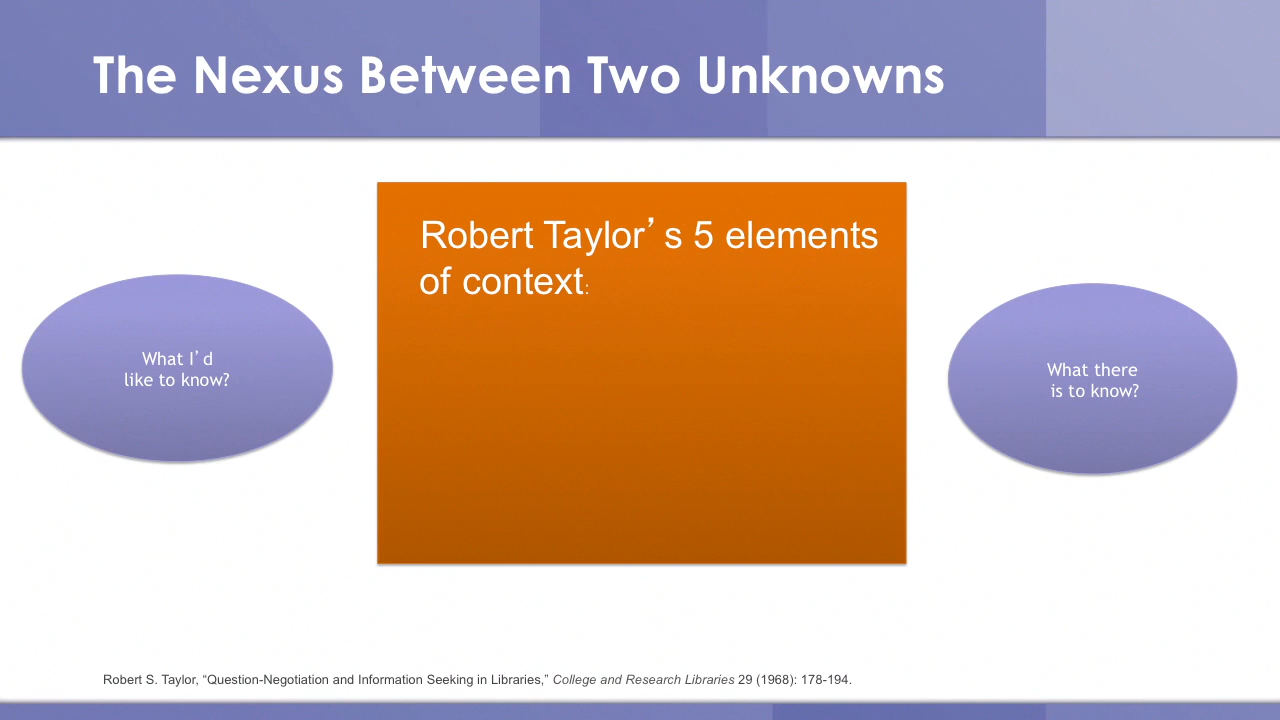 The Nexus Between Two Unknowns
Robert Taylor’s 5 elements
of context:
What I’d
like to know?
What there
is to know?
Robert S. Taylor, “Question-Negotiation and Information Seeking in Libraries,” College and Research Libraries 29 (1968): 178-194.